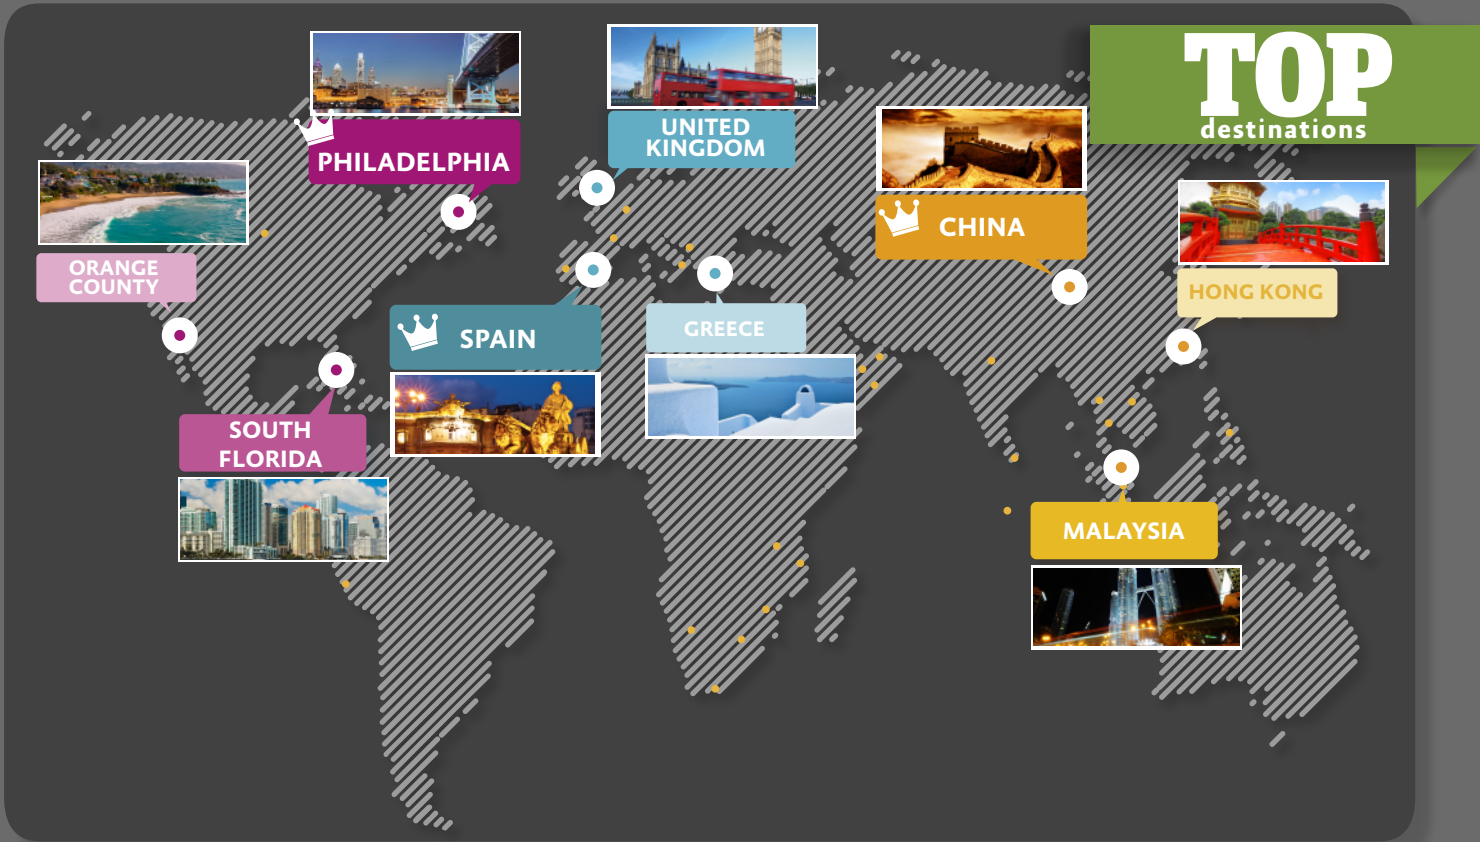 TOP
destinations
UNITED
KINGDOM
PHILADELPHIA
CHINA
ORANGE
COUNTY
HONG KONG
SPAIN
GREECE
SOUTH
FLORIDA
MALAYSIA